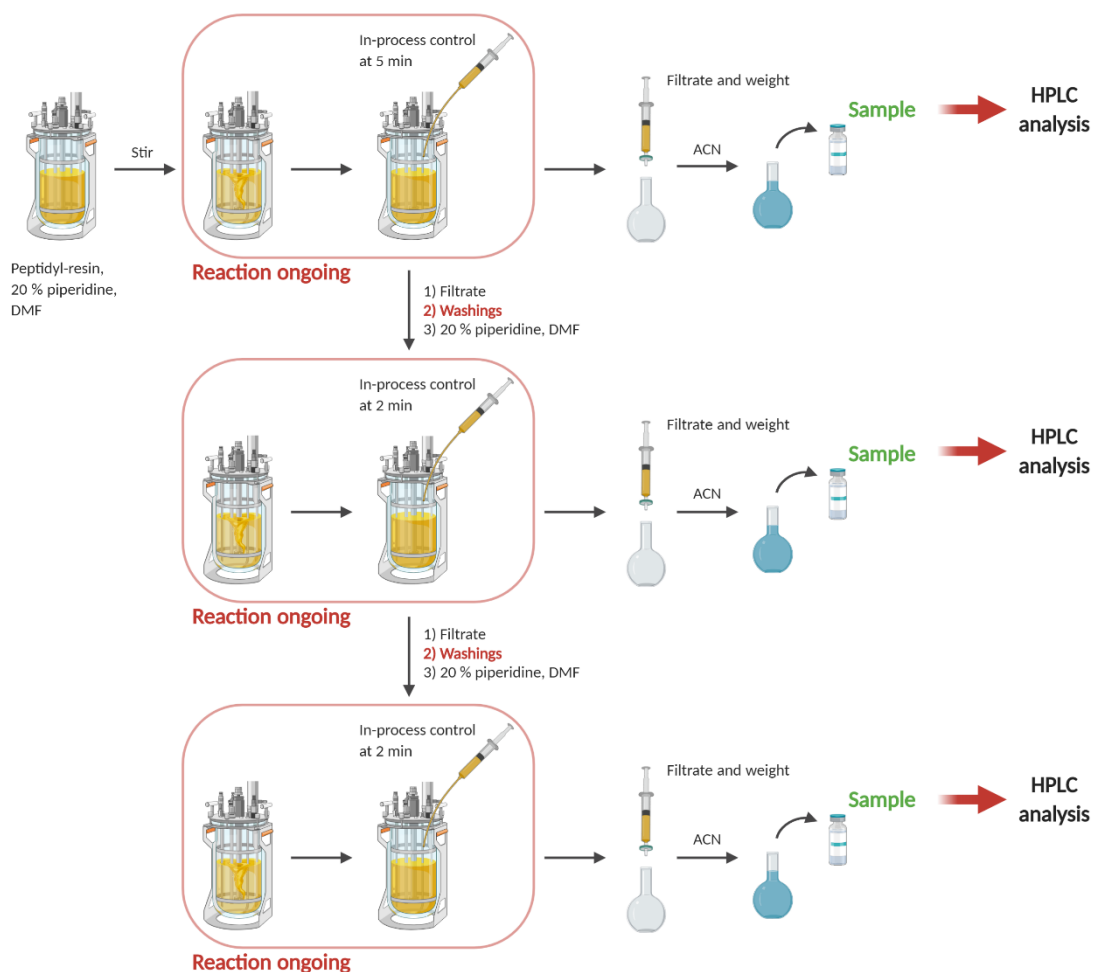 In-process control
at 5 min
Filtrate and weight
Sample
HPLC
analysis
Stir
ACN
Peptidyl-resin,
20 % piperidine,
DMF
Reaction ongoing
1) Filtrate
2) Washings
3) 20 % piperidine, DMF
In-process control
at 2 min
Filtrate and weight
Sample
HPLC
analysis
ACN
Reaction ongoing
1) Filtrate
2) Washings
3) 20 % piperidine, DMF
In-process control
at 2 min
Filtrate and weight
Sample
HPLC
analysis
ACN
Reaction ongoing